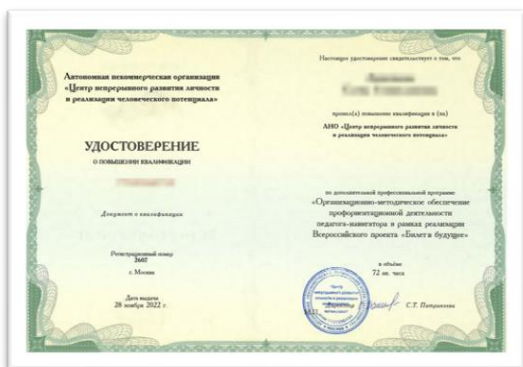 Автономная некоммерческая организация
«Центр непрерывного развития личности
и реализации человеческого потенциала»
УДОСТОВЕРЕНИЕ
О ПОВЫШЕНИИ КВАЛИФИКАЦИИ
Документ о квалификации
Регистрационный номер
2607
г. Москва
Дата выдачи
28 ноября 2022 г.
Настоящее удостоверение свидетельствует о том, что
прошел(а) повышение квалификации в (на)
АНО «Центр непрерывного развития личности
и реализации человеческого потенциала»
по дополнительной профессиональной программе
«Организационно-методическое обеспечение
профориентационной деятельности
педагога-навигатора в рамках реализации
Всероссийского проекта «Билет в будущее»
в объёме
72 ак. часа
Директор